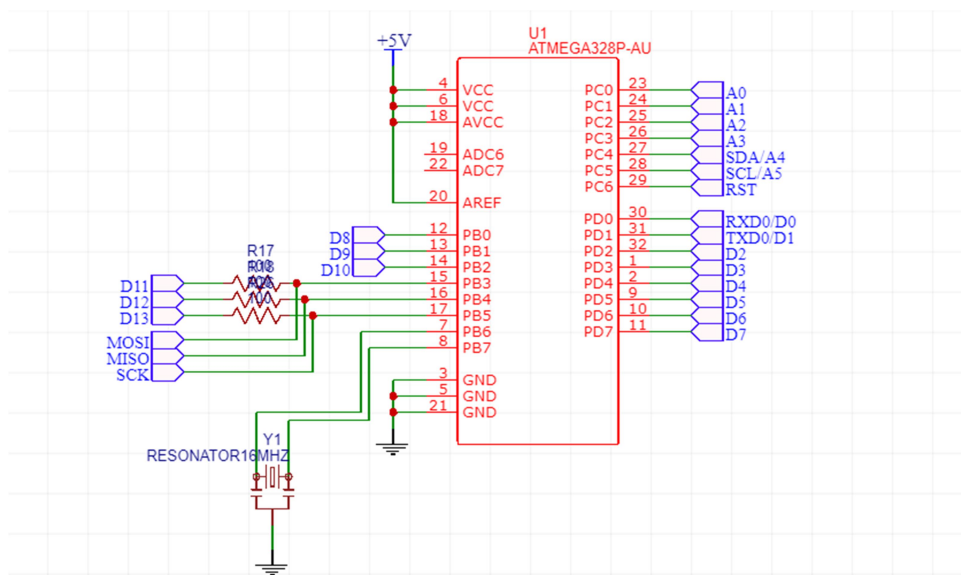 +5V
U1
ATMEGA328P-AU
4 VCC
6 VCC
18 AVCC
19 ADC6
22 ADC7
20 AREF
D8 12 PB0
D9 13 PB1
D10 14 PB2
R17
D11 15 PB3
D12 16 PB4
D13 100 17 PB5
7 PB6
8 PB7
MOSI
MISO
SCK
3 GND
5 GND
21 GND
PC0 23 A0
PC1 24 A1
PC2 25 A2
PC3 26 A3
PC4 27 SDA/A4
PC5 28 SCL/A5
PC6 29 RST
PD0 30 RXD0/D0
PD1 31 TXD0/D1
PD2 32 D2
PD3 1 D3
PD4 2 D4
PD5 9 D5
PD6 10 D6
PD7 11 D7
Y1
RESONATOR16MHZ